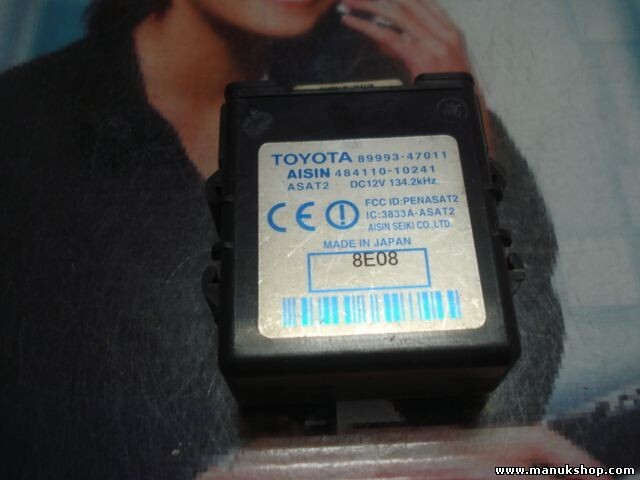 TOYOTA 89993-47011
AISIN 484110-10241
ASAT2 DC12V 134.2kHz
CE FCC ID:PENASAT2
IC:3833A-ASAT2
AISIN SEIKI CO.,LTD.
MADE IN JAPAN
8E08
www.manukshop.com